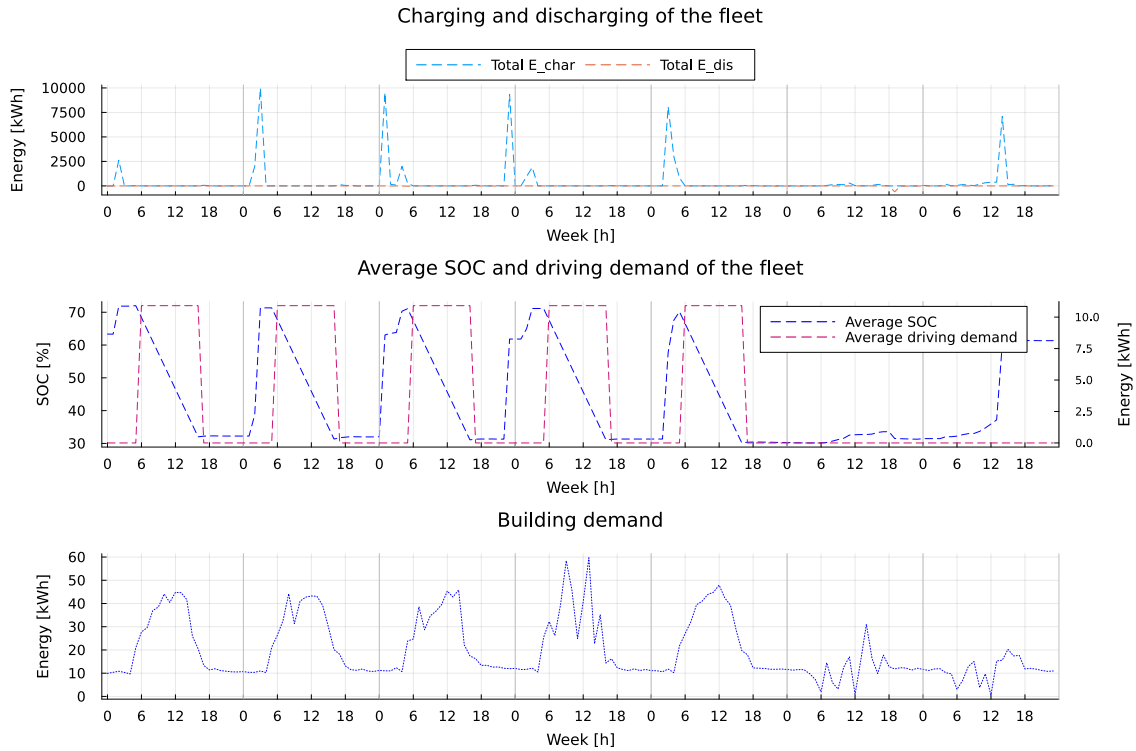 Charging and discharging of the fleet
Total E_char Total E_dis
Energy [kWh]
10000
7500
5000
2500
0
0 6 12 18 0 6 12 18 0 6 12 18 0 6 12 18 0 6 12 18 0 6 12 18 0 6 12 18
Week [h]
Average SOC and driving demand of the fleet
Average SOC
Average driving demand
SOC [%]
70
60
50
40
30
Energy [kWh]
10.0
7.5
5.0
2.5
0.0
0 6 12 18 0 6 12 18 0 6 12 18 0 6 12 18 0 6 12 18 0 6 12 18 0 6 12 18
Week [h]
Building demand
Energy [kWh]
60
50
40
30
20
10
0
0 6 12 18 0 6 12 18 0 6 12 18 0 6 12 18 0 6 12 18 0 6 12 18 0 6 12 18
Week [h]